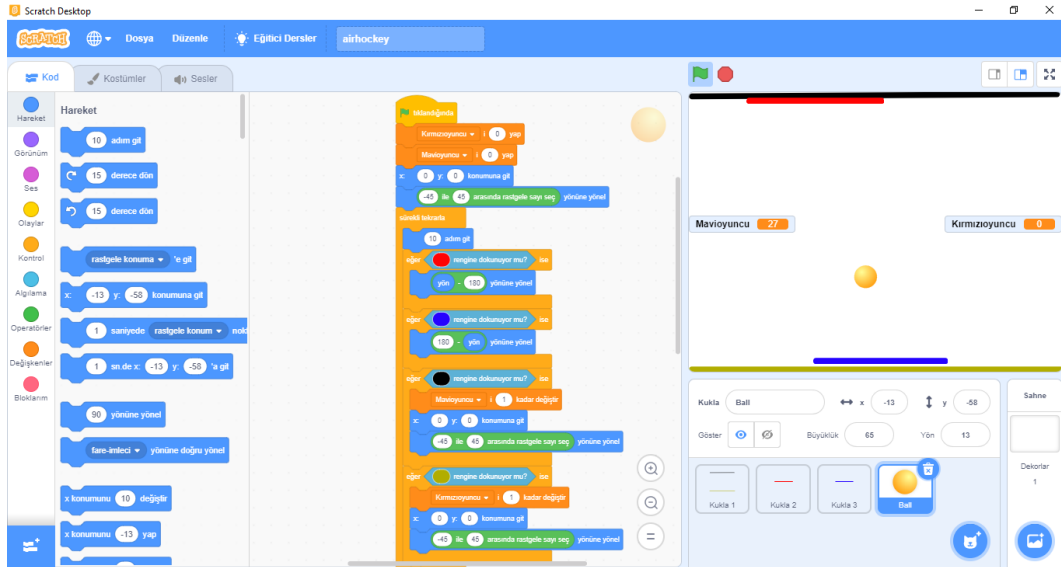 Scratch Desktop
SCRATCH Dosya Düzenle Eğitici Dersler airhockey
Kod Kostümler Sesler
Hareket
Görünüm
Ses
Olaylar
Kontrol
Algılama
Operatörler
Değişkenler
Bloklarım
Hareket
10 adım git
15 derece dön
15 derece dön
rastgele konuma 'e git
x: -13 y: -58 konumuna git
1 saniyede rastgele konum nok
1 sn.de x: -13 y: -58 'a git
90 yönüne yönel
fare-imleci yönüne doğru yönel
x konumunu 10 değiştir
x konumunu -13 yap
tıklandığında
Kırmızıoyuncu i 0 yap
Mavioyuncu i 0 yap
x: 0 y: 0 konumuna git
-45 ile 45 arasında rastgele sayı seç yönüne yönel
sürekli tekrarla
10 adım git
eğer rengine dokunuyor mu? ise
yön - 180 yönüne yönel
eğer rengine dokunuyor mu? ise
180 - yön yönüne yönel
eğer rengine dokunuyor mu? ise
Mavioyuncu i 1 kadar değiştir
x: 0 y: 0 konumuna git
-45 ile 45 arasında rastgele sayı seç yönüne yönel
eğer rengine dokunuyor mu? ise
Kırmızıoyuncu i 1 kadar değiştir
x: 0 y: 0 konumuna git
-45 ile 45 arasında rastgele sayı seç yönüne yönel
Mavioyuncu 27
Kırmızıoyuncu 0
Kukla Ball x -13 y -58
Göster Büyüklük 65 Yön 13
Kukla 1 Kukla 2 Kukla 3 Ball
Sahne
Dekorlar
1